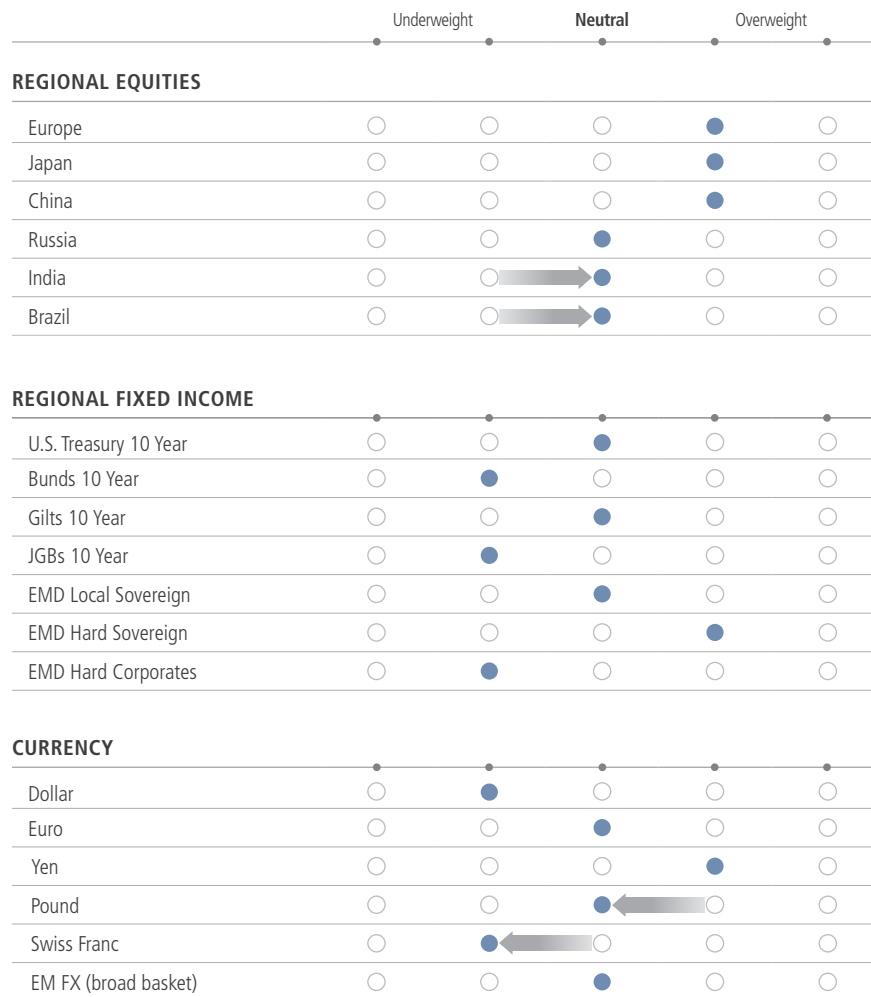 Underweight Neutral Overweight
REGIONAL EQUITIES
Europe
Japan
China
Russia
India
Brazil
REGIONAL FIXED INCOME
U.S. Treasury 10 Year
Bunds 10 Year
Gilts 10 Year
JGBs 10 Year
EMD Local Sovereign
EMD Hard Sovereign
EMD Hard Corporates
CURRENCY
Dollar
Euro
Yen
Pound
Swiss Franc
EM FX (broad basket)